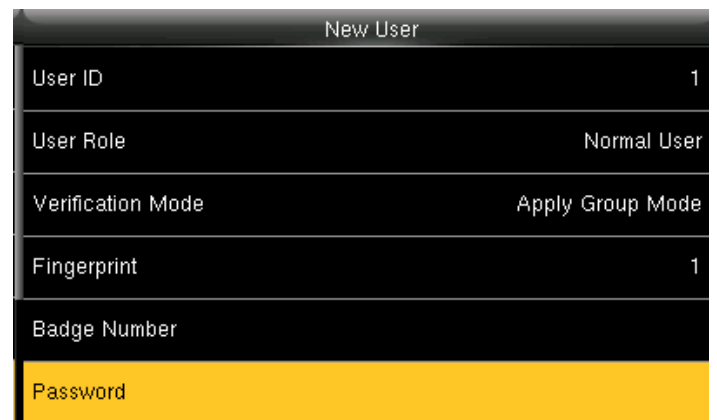 New User
User ID 1
User Role Normal User
Verification Mode Apply Group Mode
Fingerprint 1
Badge Number
Password